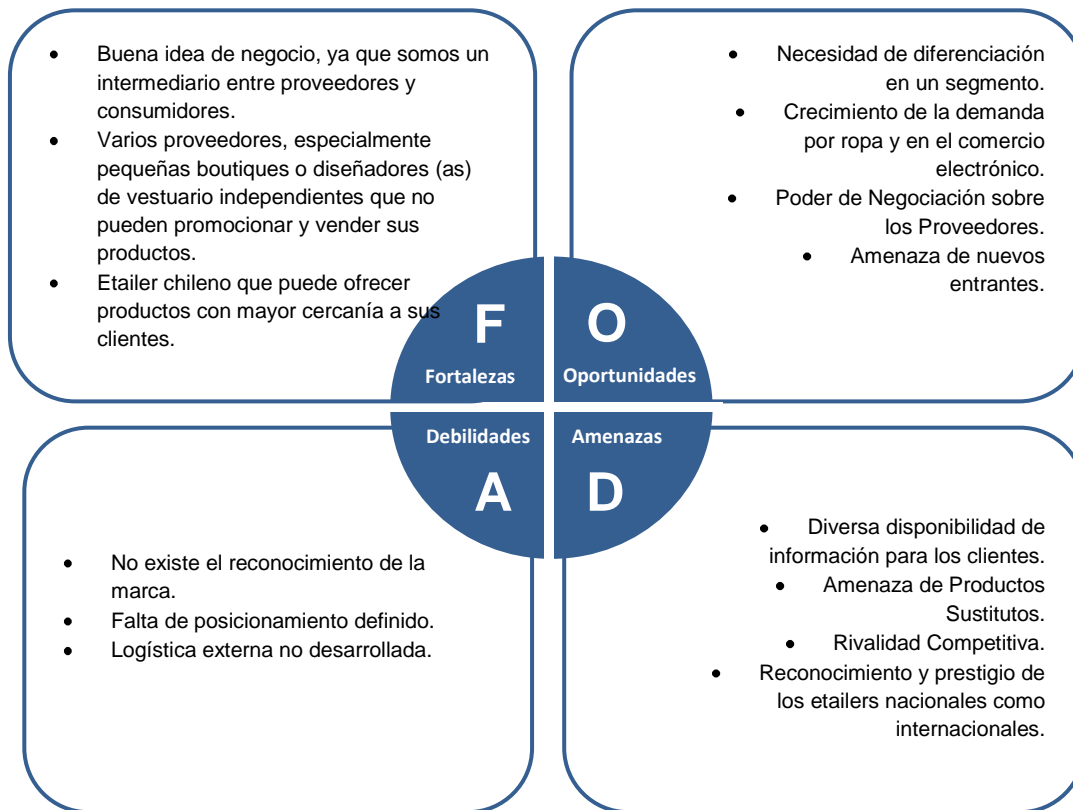 • Buena idea de negocio, ya que somos un
intermediario entre proveedores y
consumidores.
• Varios proveedores, especialmente
pequeñas boutiques o diseñadores (as)
de vestuario independientes que no
pueden promocionar y vender sus
productos.
• Etailer chileno que puede ofrecer
productos con mayor cercanía a sus
clientes.
• Necesidad de diferenciación
en un segmento.
• Crecimiento de la demanda
por ropa y en el comercio
electrónico.
• Poder de Negociación sobre
los Proveedores.
• Amenaza de nuevos
entrantes.
F
Fortalezas
O
Oportunidades
Debilidades
A
Amenazas
D
• No existe el reconocimiento de la
marca.
• Falta de posicionamiento definido.
• Logística externa no desarrollada.
• Diversa disponibilidad de
información para los clientes.
• Amenaza de Productos
Sustitutos.
• Rivalidad Competitiva.
• Reconocimiento y prestigio de
los etailers nacionales como
internacionales.